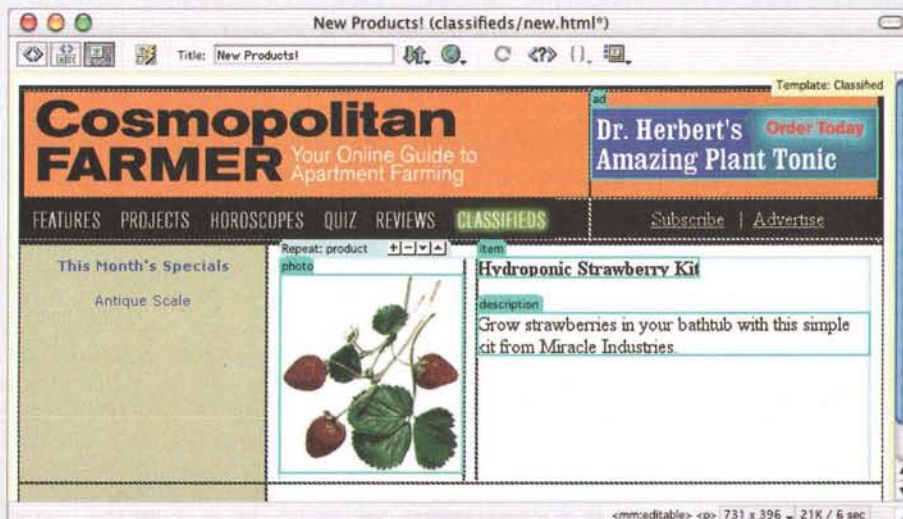 New Products! (classifieds/new.html*)
Title: New Products!
Template: Classified
Cosmopolitan
FARMER
Your Online Guide to
Apartment Farming
ad
Dr. Herbert's Order Today
Amazing Plant Tonic
FEATURES PROJECTS HOROSCOPES QUIZ REVIEWS CLASSIFIEDS
Subscribe | Advertise
This Month's Specials
Antique Scale
Repeat: product
photo
item
Hydroponic Strawberry Kit
description
Grow strawberries in your bathtub with this simple
kit from Miracle Industries.
<mm:editable> <p> 731 x 396 21K / 6 sec